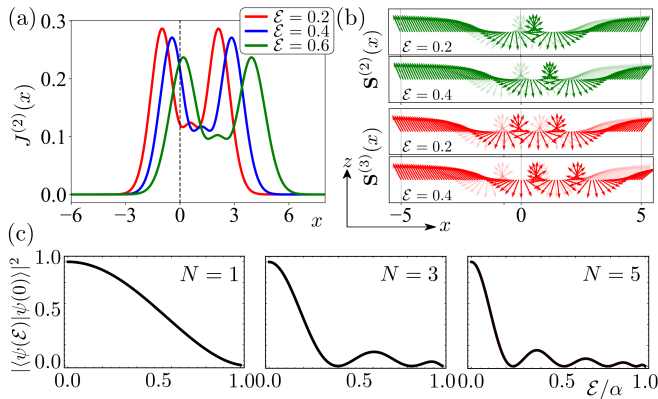 (a)
0.3
0.2
0.1
0.0
J^(2)(x)
ℰ = 0.2
ℰ = 0.4
ℰ = 0.6
−6 −3 0 3 6
x
(b)
S^(2)(x)
ℰ = 0.2
ℰ = 0.4
S^(3)(x)
ℰ = 0.2
ℰ = 0.4
z
x
−5 0 5
(c)
|⟨ψ(ℰ)|ψ(0)⟩|²
1.0
0.5
0.0
N = 1
N = 3
N = 5
0.0 0.5 1.0
0.0 0.5 1.0
0.0 0.5 1.0
ℰ/α